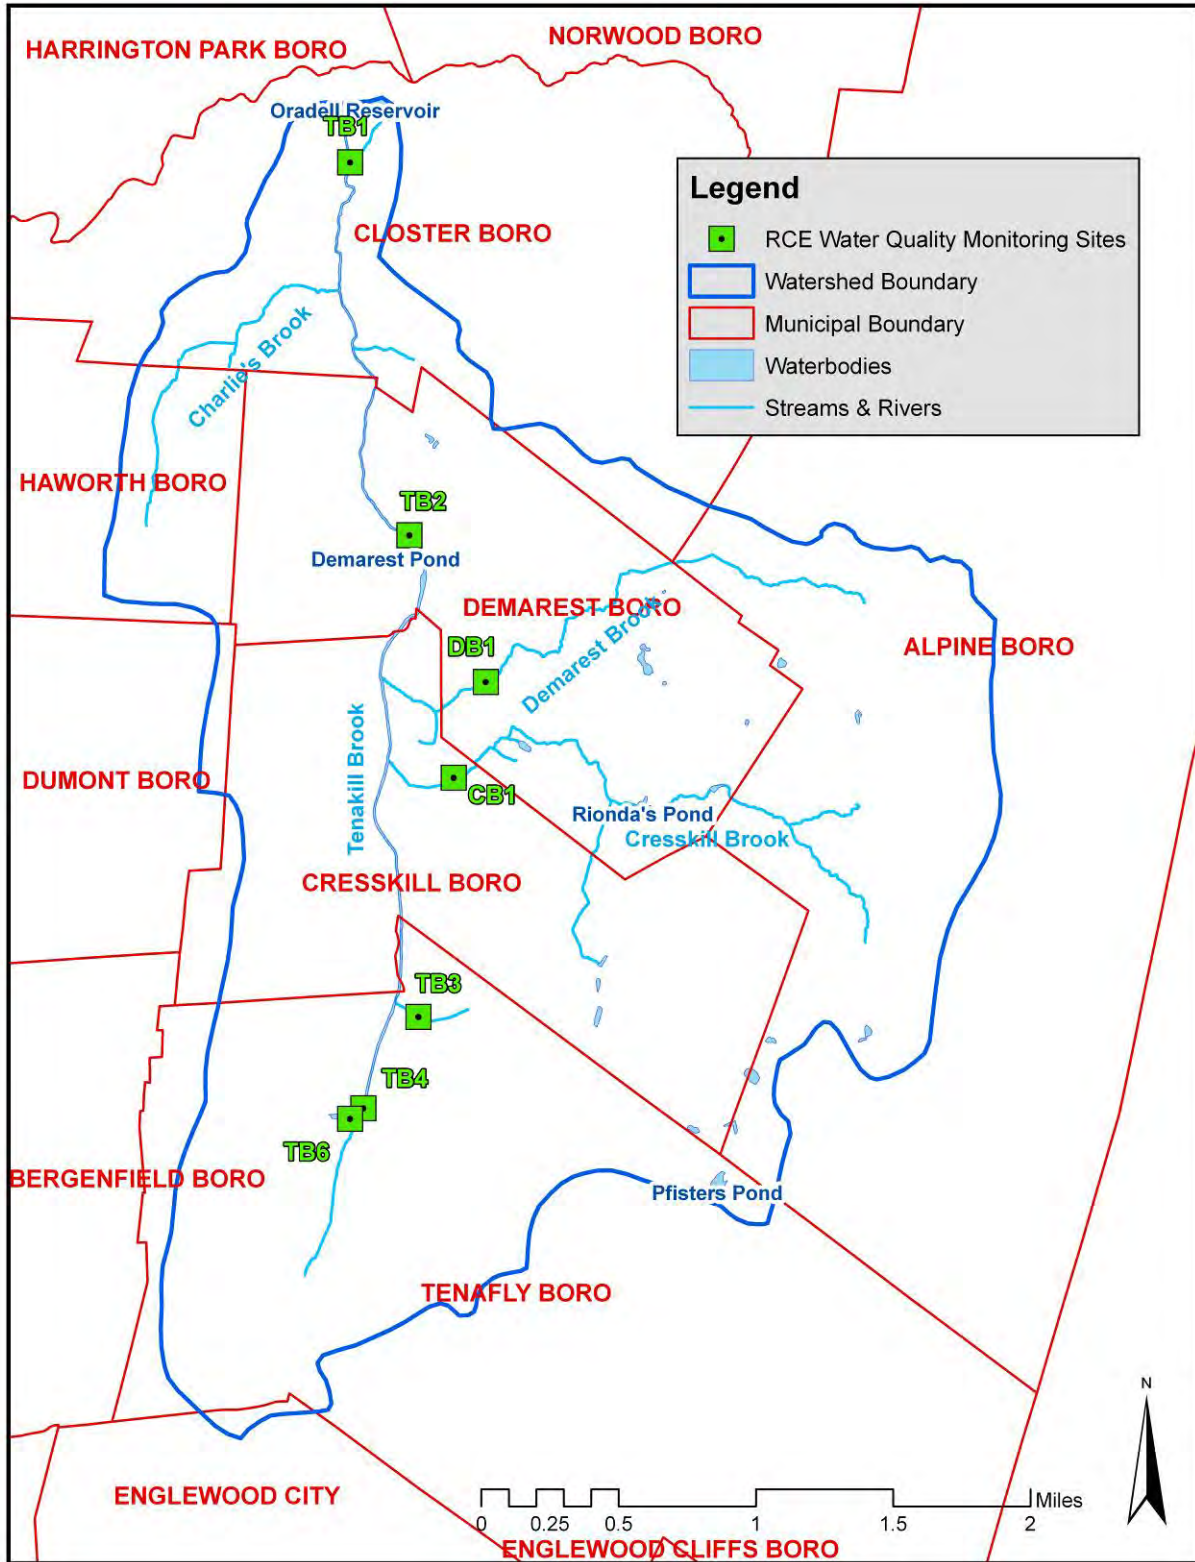 NORWOOD BORO
HARRINGTON PARK BORO
Oradell Reservoir
TB1
CLOSTER BORO
Legend
RCE Water Quality Monitoring Sites
Watershed Boundary
Municipal Boundary
Waterbodies
Streams & Rivers
Charlie's Brook
HAWORTH BORO
TB2
Demarest Pond
DEMAREST BORO
DB1
Demarest Brook
ALPINE BORO
Tenakill Brook
DUMONT BORO
CB1
Rionda's Pond
Cresskill Brook
CRESSKILL BORO
TB3
TB4
TB6
BERGENFIELD BORO
Pfisters Pond
TENAFLY BORO
N
ENGLEWOOD CITY
Miles
0 0.25 0.5 1 1.5 2
ENGLEWOOD CLIFFS BORO